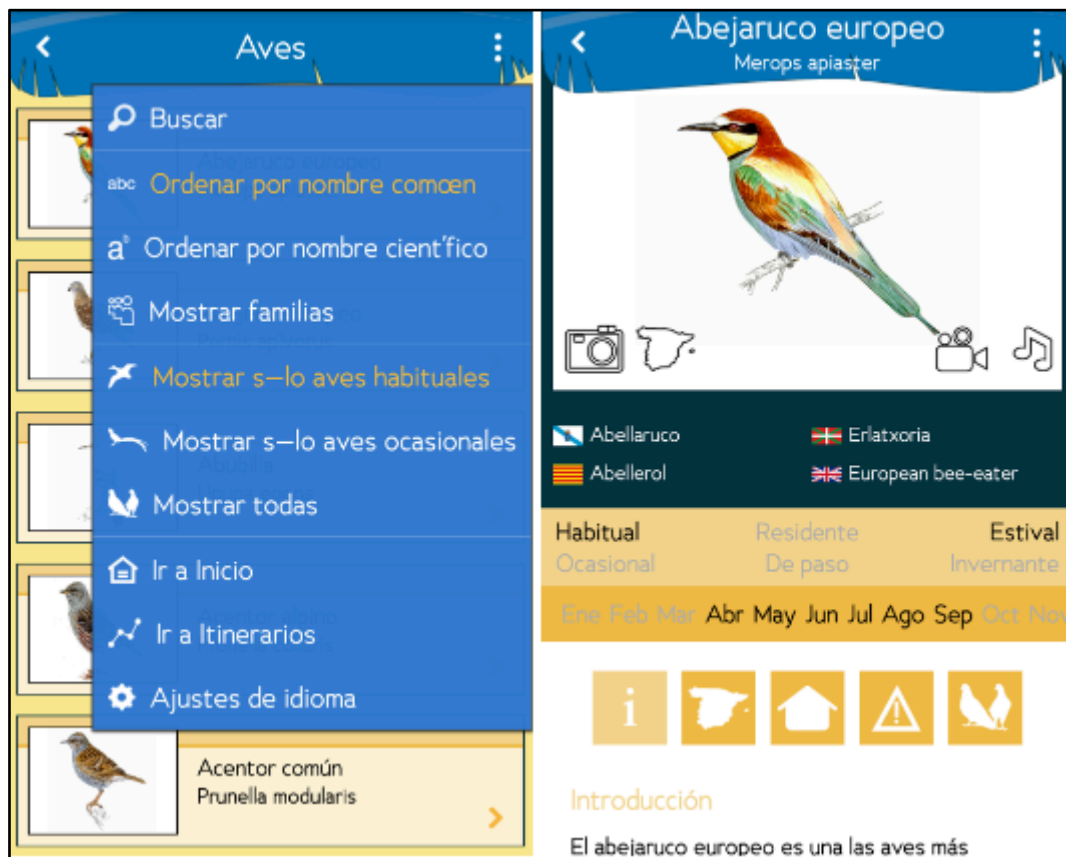 Aves
Buscar
abc Ordenar por nombre comœn
aᵇ Ordenar por nombre cient´fico
Mostrar familias
Mostrar s—lo aves habituales
Mostrar s—lo aves ocasionales
Mostrar todas
Ir a Inicio
Ir a Itinerarios
Ajustes de idioma
Acentor común
Prunella modularis
Abejaruco europeo
Merops apiaster
Abellaruco Erlatxoria
Abellerol European bee-eater
Habitual Residente Estival
Ocasional De paso Invernante
Ene Feb Mar Abr May Jun Jul Ago Sep Oct Nov
i
Introducción
El abejaruco europeo es una las aves más